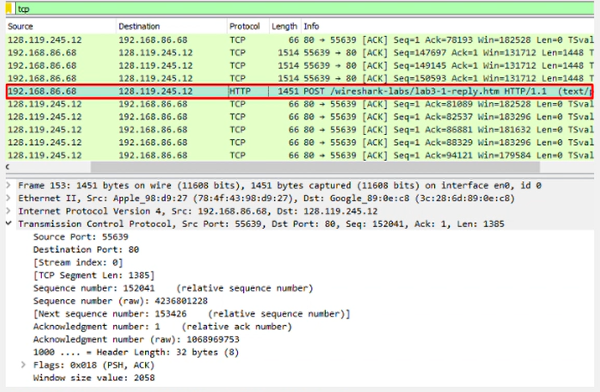 tcp
Source Destination Protocol Length Info
128.119.245.12 192.168.86.68 TCP 66 80 → 55639 [ACK] Seq=1 Ack=78193 Win=182528 Len=0 TSval
192.168.86.68 128.119.245.12 TCP 1514 55639 → 80 [ACK] Seq=147697 Ack=1 Win=131712 Len=1448 T
192.168.86.68 128.119.245.12 TCP 1514 55639 → 80 [ACK] Seq=149145 Ack=1 Win=131712 Len=1448 T
192.168.86.68 128.119.245.12 TCP 1514 55639 → 80 [ACK] Seq=150593 Ack=1 Win=131712 Len=1448 T
192.168.86.68 128.119.245.12 HTTP 1451 POST /wireshark-labs/lab3-1-reply.htm HTTP/1.1 (text/p
128.119.245.12 192.168.86.68 TCP 66 80 → 55639 [ACK] Seq=1 Ack=81089 Win=182528 Len=0 TSval
128.119.245.12 192.168.86.68 TCP 66 80 → 55639 [ACK] Seq=1 Ack=82537 Win=183296 Len=0 TSval
128.119.245.12 192.168.86.68 TCP 66 80 → 55639 [ACK] Seq=1 Ack=86881 Win=181632 Len=0 TSval
128.119.245.12 192.168.86.68 TCP 66 80 → 55639 [ACK] Seq=1 Ack=88329 Win=183296 Len=0 TSval
128.119.245.12 192.168.86.68 TCP 66 80 → 55639 [ACK] Seq=1 Ack=94121 Win=179584 Len=0 TSval
Frame 153: 1451 bytes on wire (11608 bits), 1451 bytes captured (11608 bits) on interface en0, id 0
Ethernet II, Src: Apple_98:d9:27 (78:4f:43:98:d9:27), Dst: Google_89:0e:c8 (3c:28:6d:89:0e:c8)
Internet Protocol Version 4, Src: 192.168.86.68, Dst: 128.119.245.12
Transmission Control Protocol, Src Port: 55639, Dst Port: 80, Seq: 152041, Ack: 1, Len: 1385
Source Port: 55639
Destination Port: 80
[Stream index: 0]
[TCP Segment Len: 1385]
Sequence number: 152041 (relative sequence number)
Sequence number (raw): 4236801228
[Next sequence number: 153426 (relative sequence number)]
Acknowledgment number: 1 (relative ack number)
Acknowledgment number (raw): 1068969753
1000 .... = Header Length: 32 bytes (8)
Flags: 0x018 (PSH, ACK)
Window size value: 2058